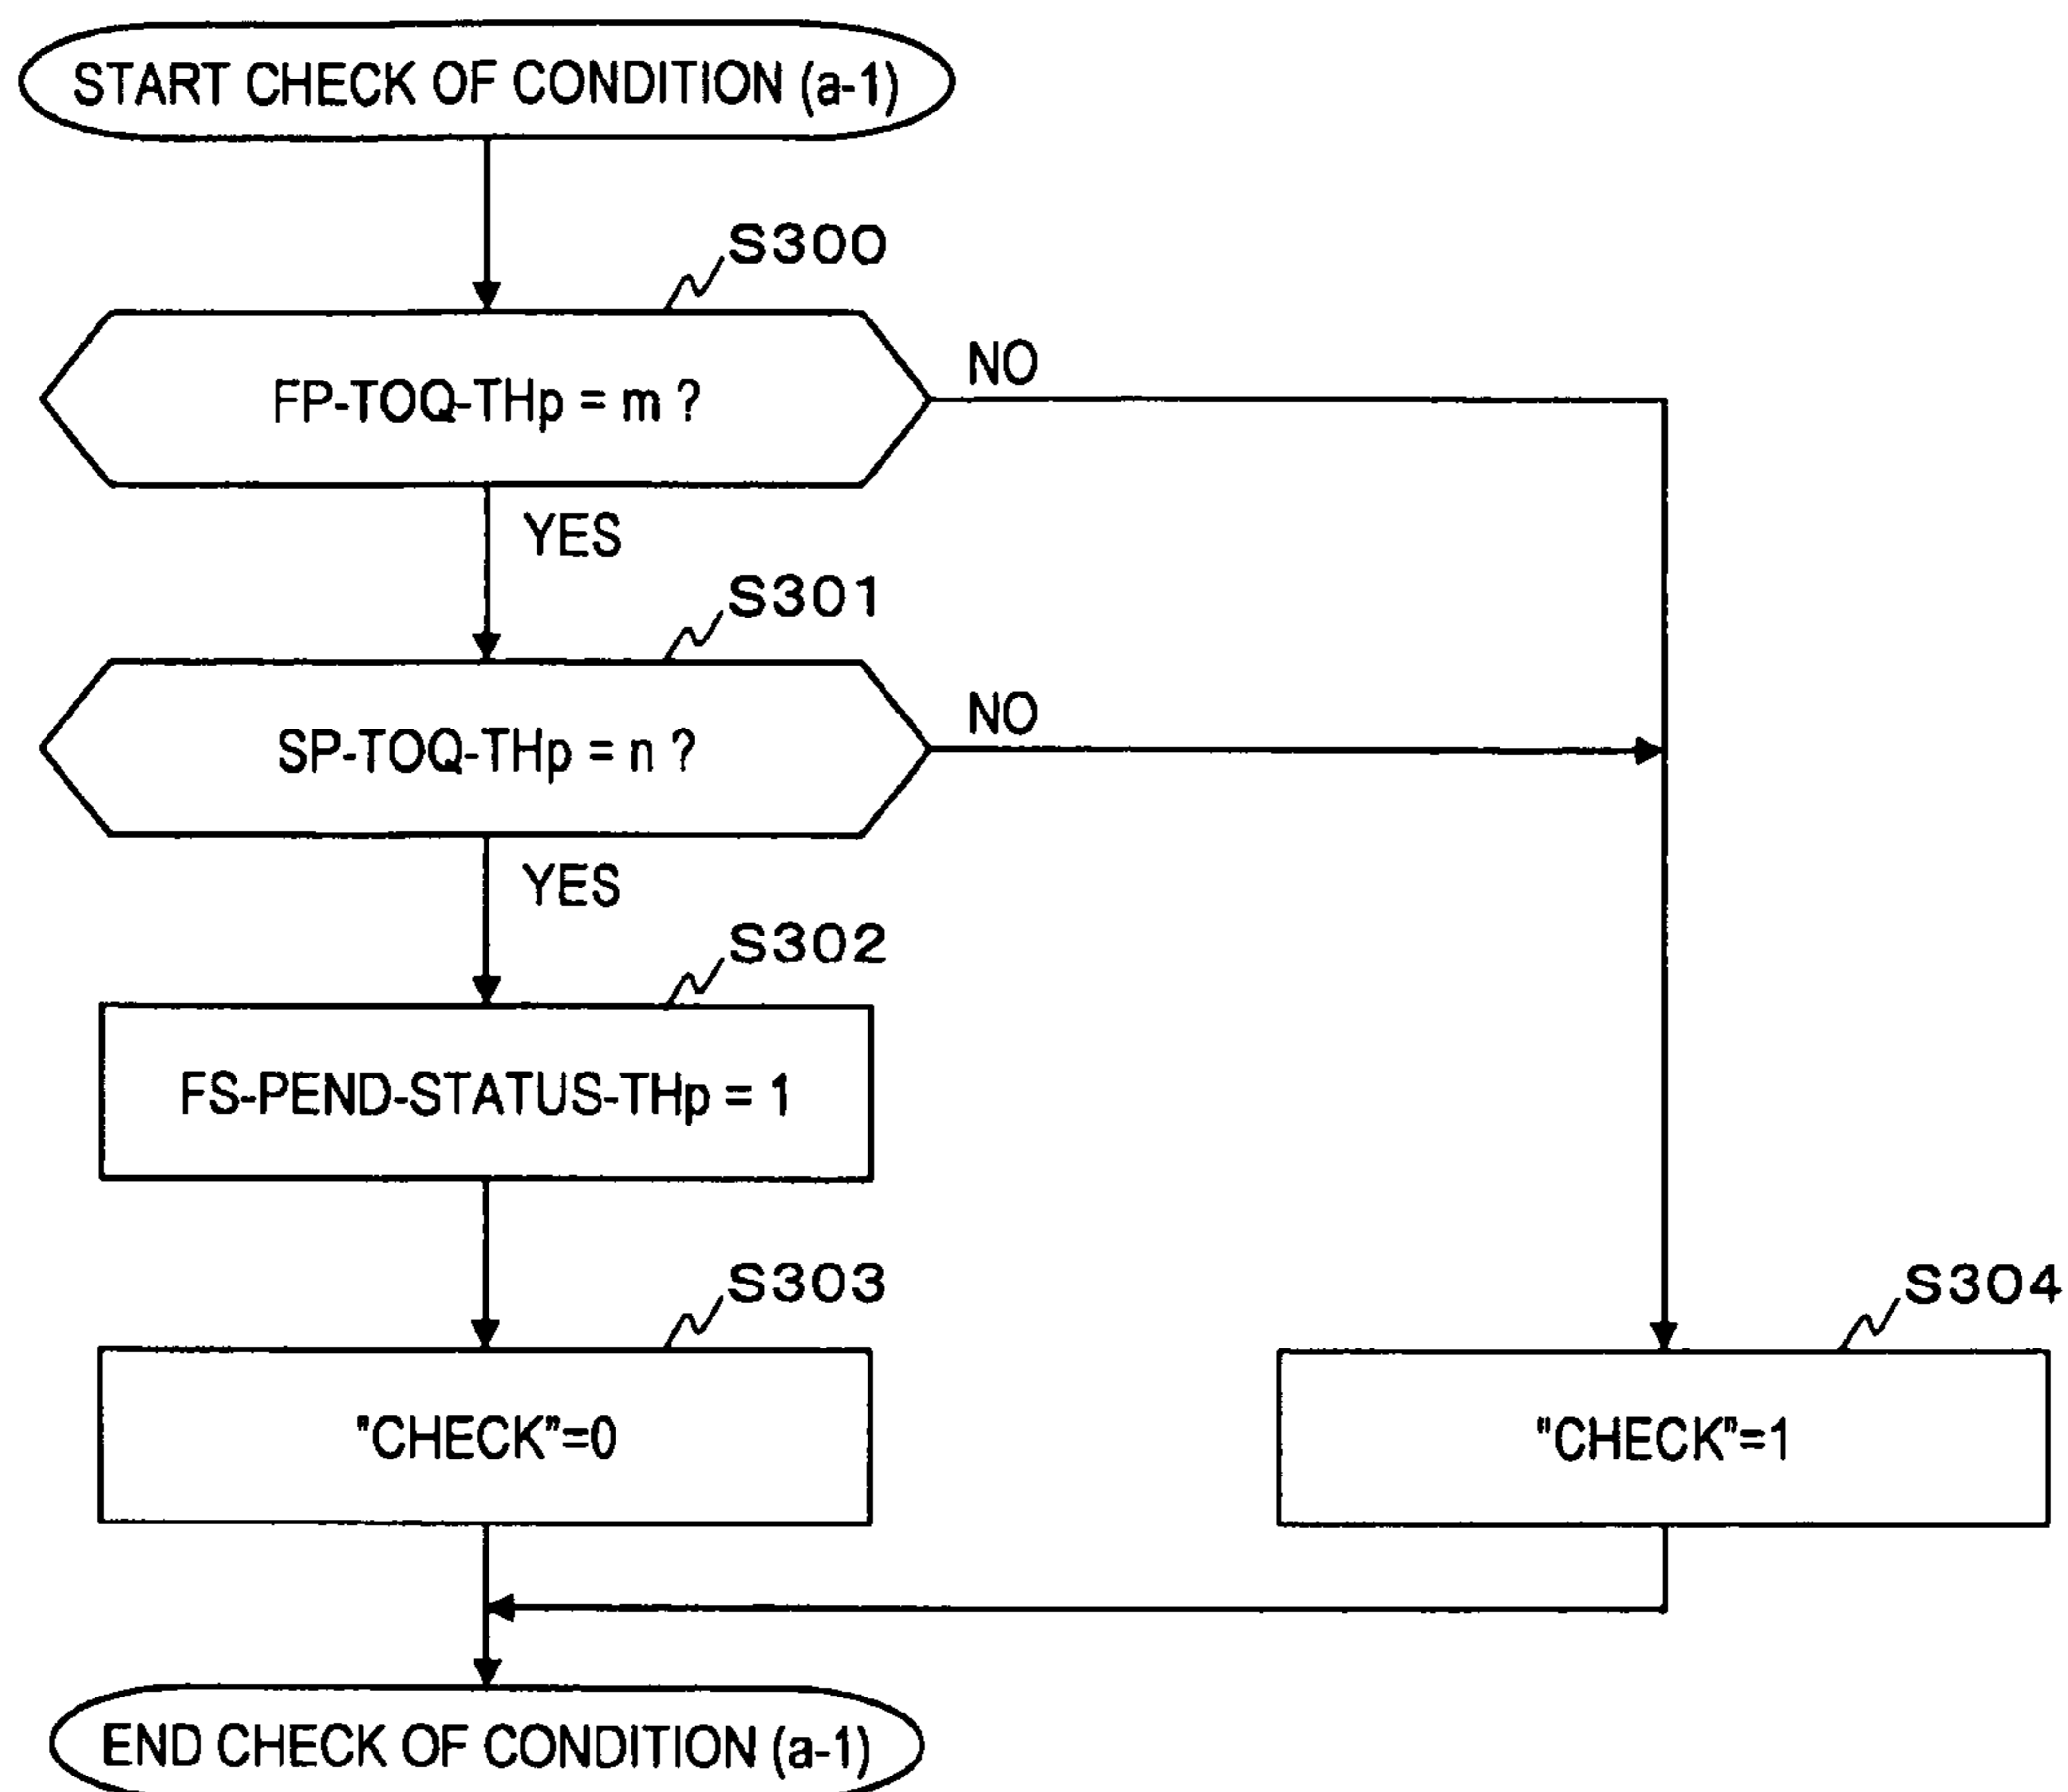 START CHECK OF CONDITION (a-1)
S300
FP-TOQ-THp = m ?
NO
YES
S301
SP-TOQ-THp = n ?
NO
YES
S302
FS-PEND-STATUS-THp = 1
S303
"CHECK"=0
S304
"CHECK"=1
END CHECK OF CONDITION (a-1)